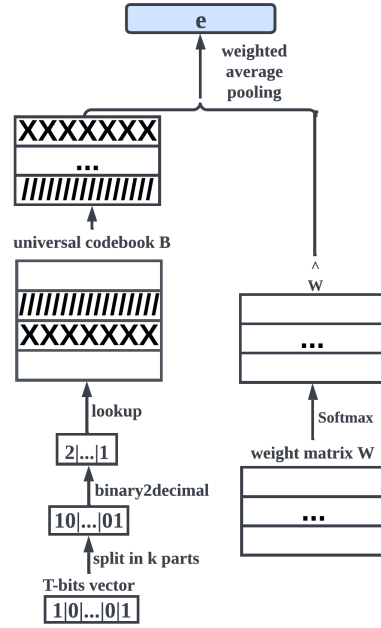 e
weighted
average
pooling
XXXXXXX
...
///////////////
universal codebook B
///////////////
XXXXXXX
^
W
...
lookup
Softmax
2|...|1
weight matrix W
binary2decimal
10|...|01
...
split in k parts
T-bits vector
1|0|...|0|1